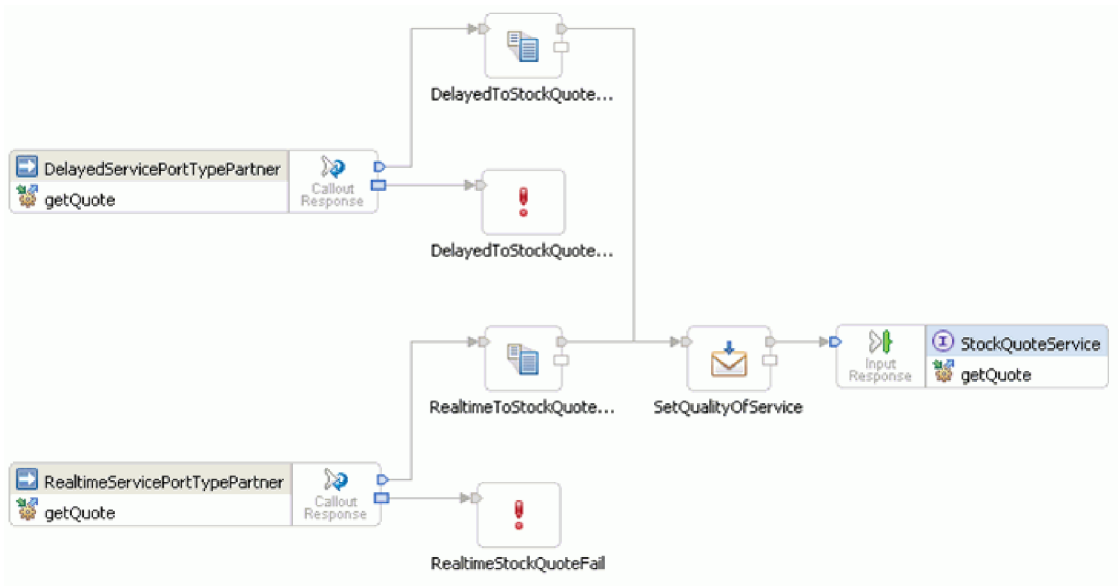 DelayedToStockQuote...
DelayedServicePortTypePartner
getQuote
Callout
Response
DelayedToStockQuote...
RealtimeToStockQuote...
SetQualityOfService
Input
Response
StockQuoteService
getQuote
RealtimeServicePortTypePartner
getQuote
Callout
Response
RealtimeStockQuoteFail